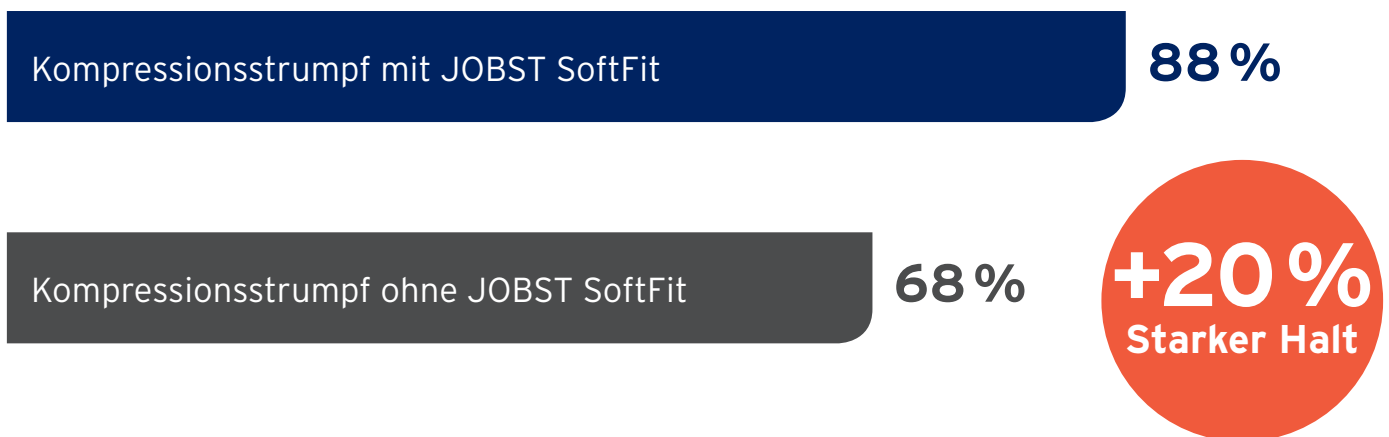 Kompressionsstrumpf mit JOBST SoftFit
88 %
Kompressionsstrumpf ohne JOBST SoftFit
68 %
+20 %
Starker Halt